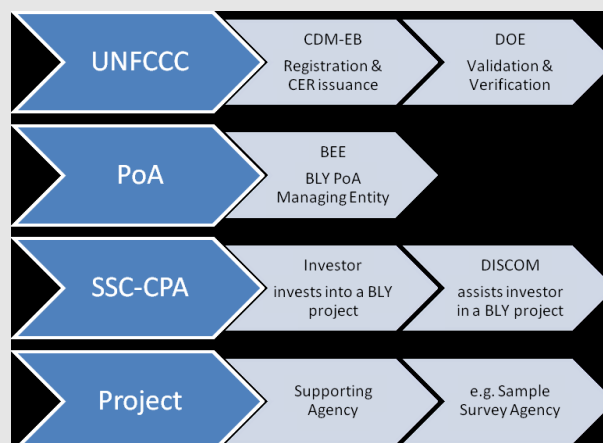 UNFCCC
CDM-EB
Registration &
CER issuance
DOE
Validation &
Verification
PoA
BEE
BLY PoA
Managing Entity
SSC-CPA
Investor
invests into a BLY
project
DISCOM
assists investor
in a BLY project
Project
Supporting
Agency
e.g. Sample
Survey Agency